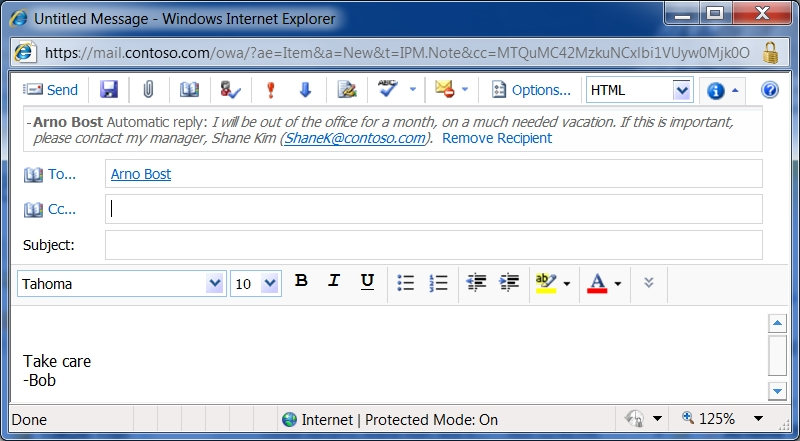 Untitled Message - Windows Internet Explorer
https://mail.contoso.com/owa/?ae=Item&a=New&t=IPM.Note&cc=MTQuMC42MzkuNCxlbi1VUyw0Mjk0O
Send Options... HTML
-Arno Bost Automatic reply: I will be out of the office for a month, on a much needed vacation. If this is important,
please contact my manager, Shane Kim (ShaneK@contoso.com). Remove Recipient
To... Arno Bost
Cc...
Subject:
Tahoma 10 B I U ab A
Take care
-Bob
Done Internet | Protected Mode: On 125%